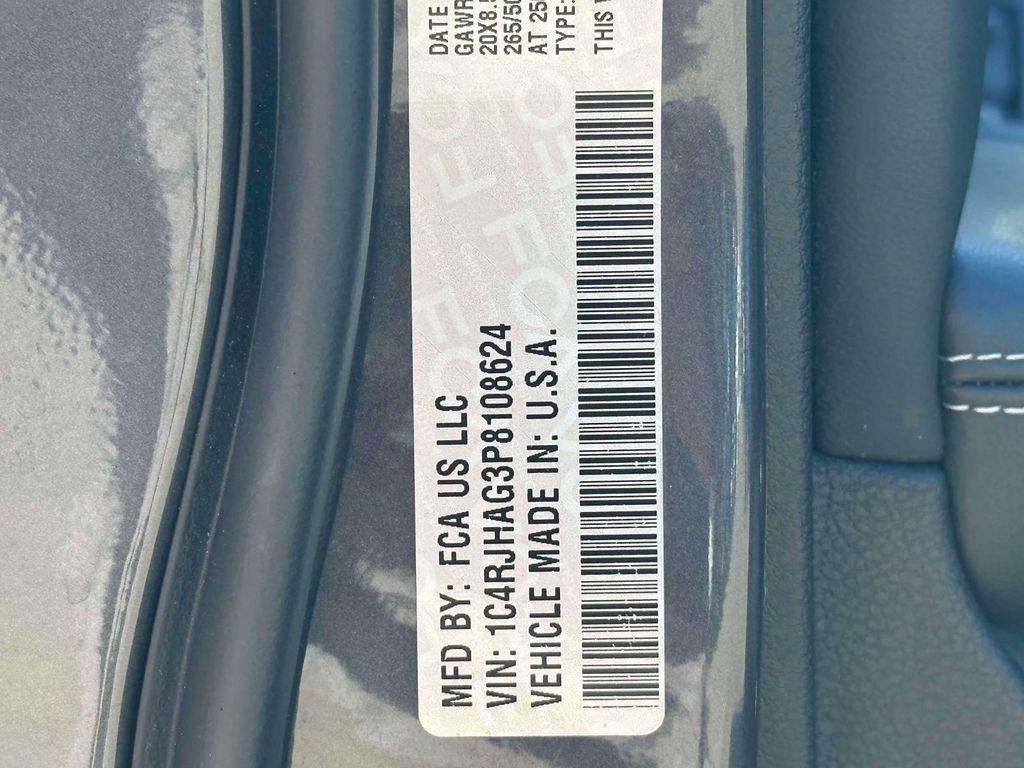 MFD BY: FCA US LLC
VIN: 1C4RJHAG3P8108624
VEHICLE MADE IN: U.S.A.
DATE
GAWR
20X8.5
265/50
AT 25
TYPE:
THIS